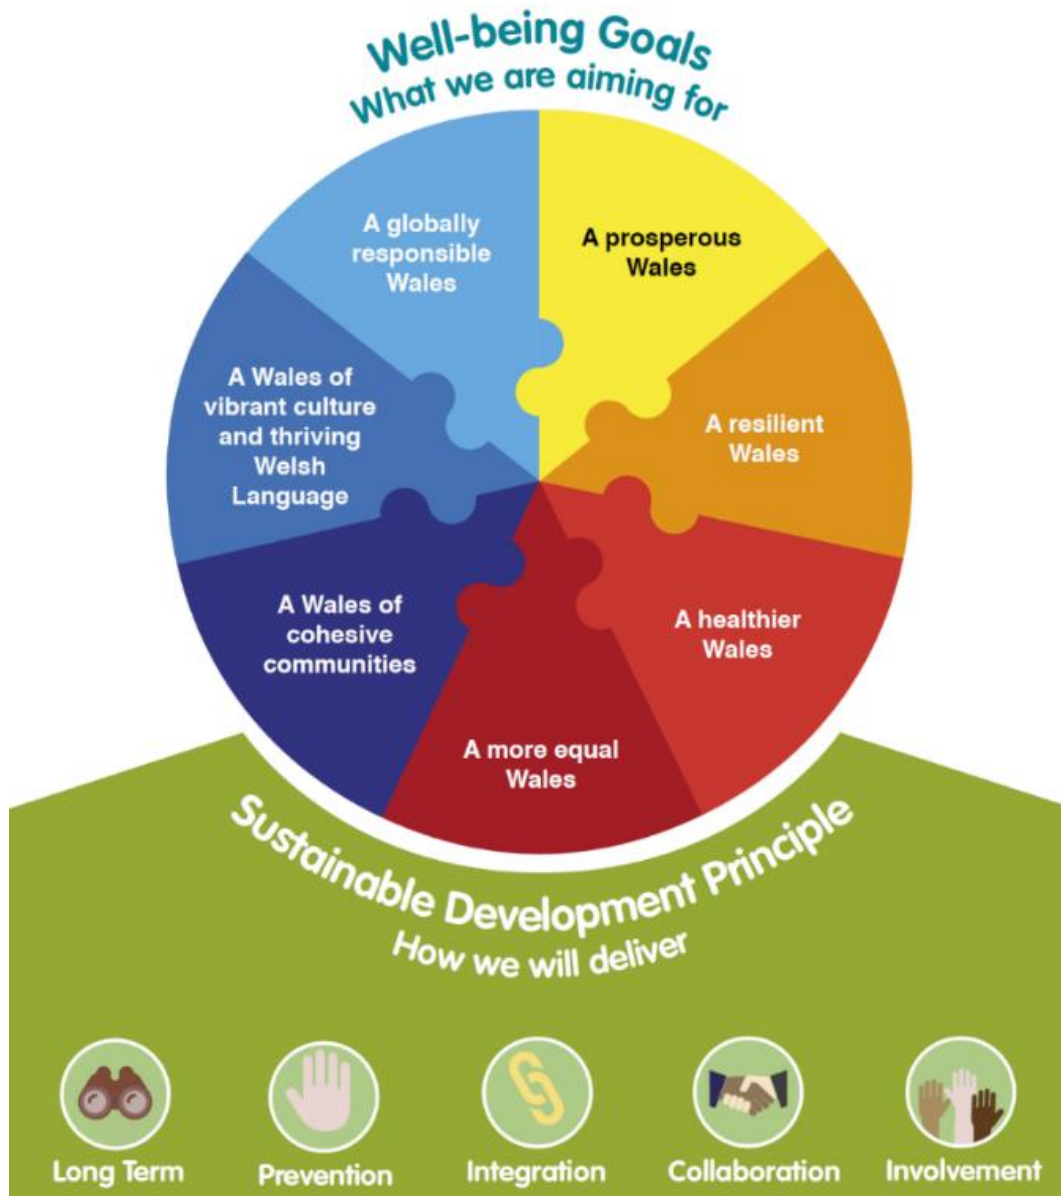 Well-being Goals
What we are aiming for
A globally
responsible
Wales
A prosperous
Wales
A resilient
Wales
A healthier
Wales
A more equal
Wales
A Wales of
cohesive
communities
A Wales of
vibrant culture
and thriving
Welsh
Language
Sustainable Development Principle
How we will deliver
Long Term
Prevention
Integration
Collaboration
Involvement